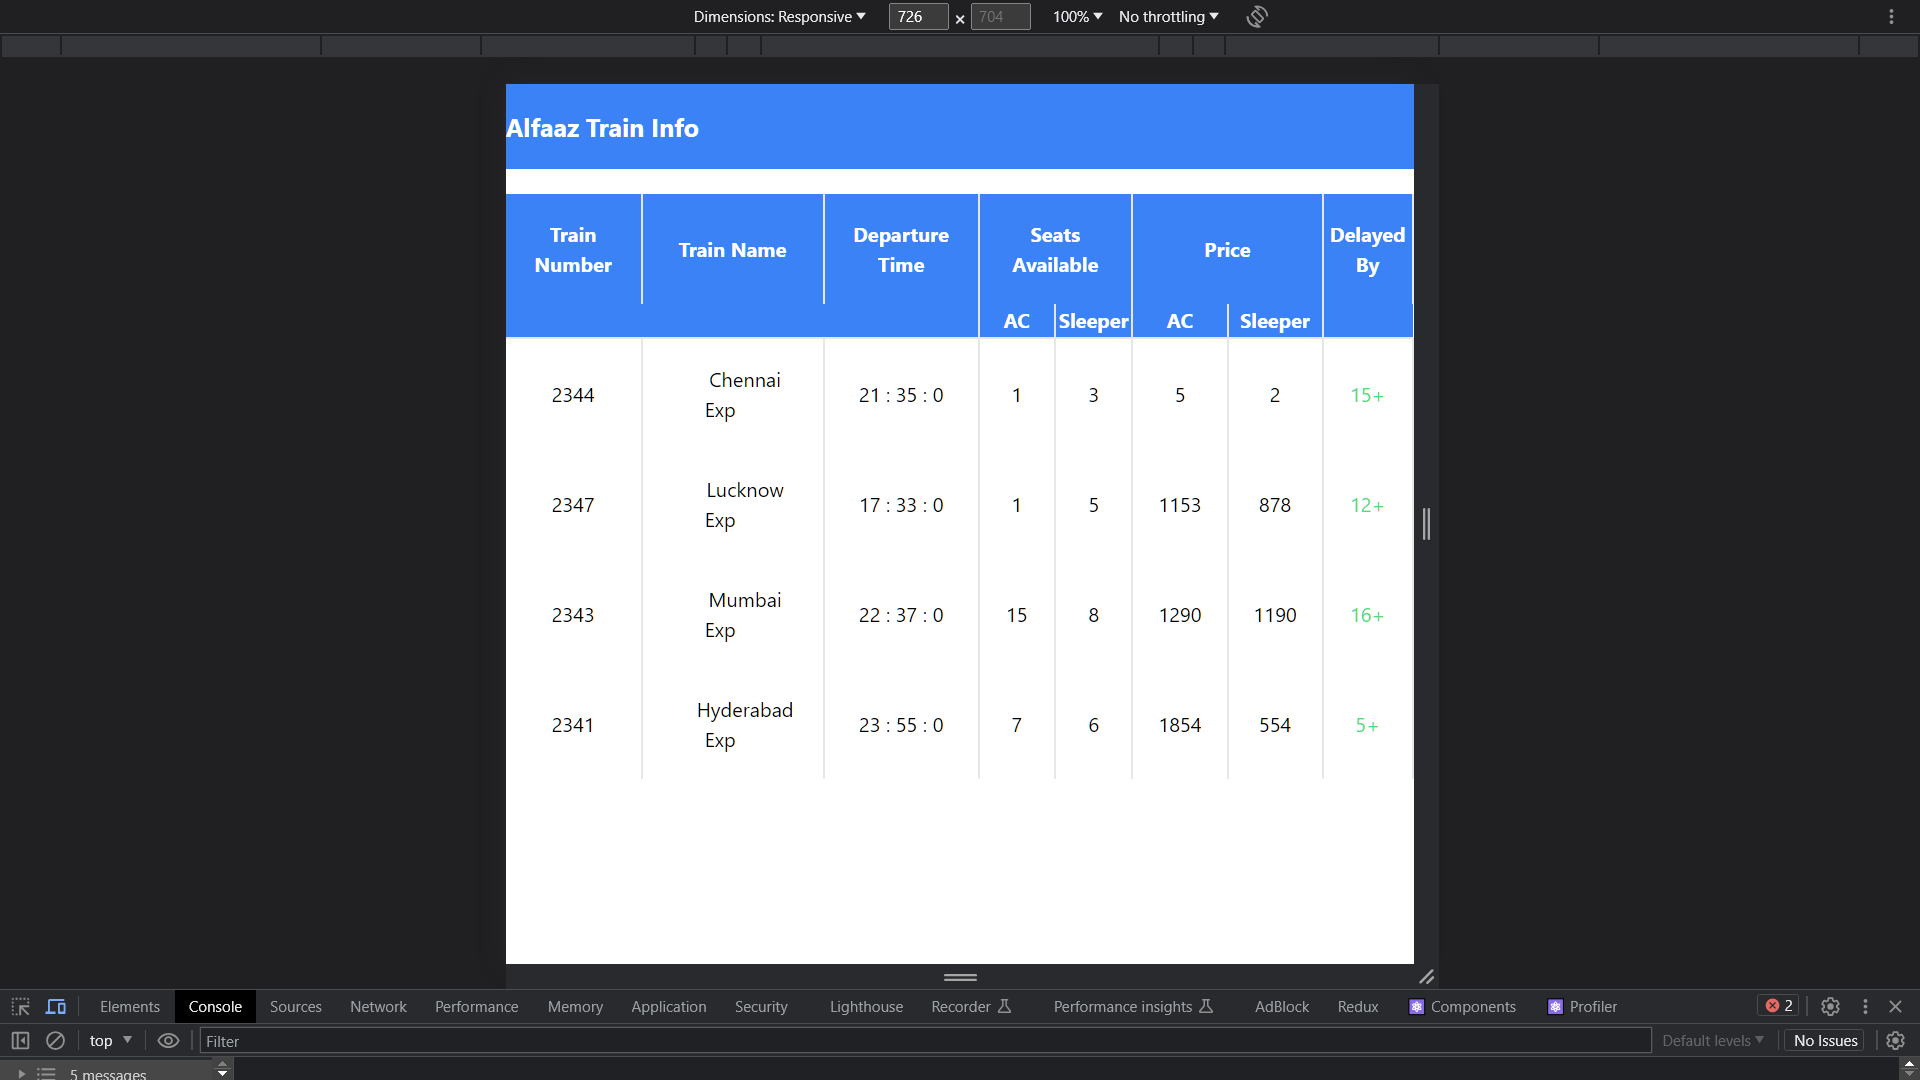 Dimensions: Responsive ▼ 726 × 704 100% ▼ No throttling ▼
Alfaaz Train Info
Train Number Train Name Departure Time Seats Available Price Delayed By
AC Sleeper AC Sleeper
2344 Chennai Exp 21 : 35 : 0 1 3 5 2 15+
2347 Lucknow Exp 17 : 33 : 0 1 5 1153 878 12+
2343 Mumbai Exp 22 : 37 : 0 15 8 1290 1190 16+
2341 Hyderabad Exp 23 : 55 : 0 7 6 1854 554 5+
Elements Console Sources Network Performance Memory Application Security Lighthouse Recorder Performance insights AdBlock Redux Components Profiler 2
top ▼ Filter Default levels ▼ No Issues
5 messages